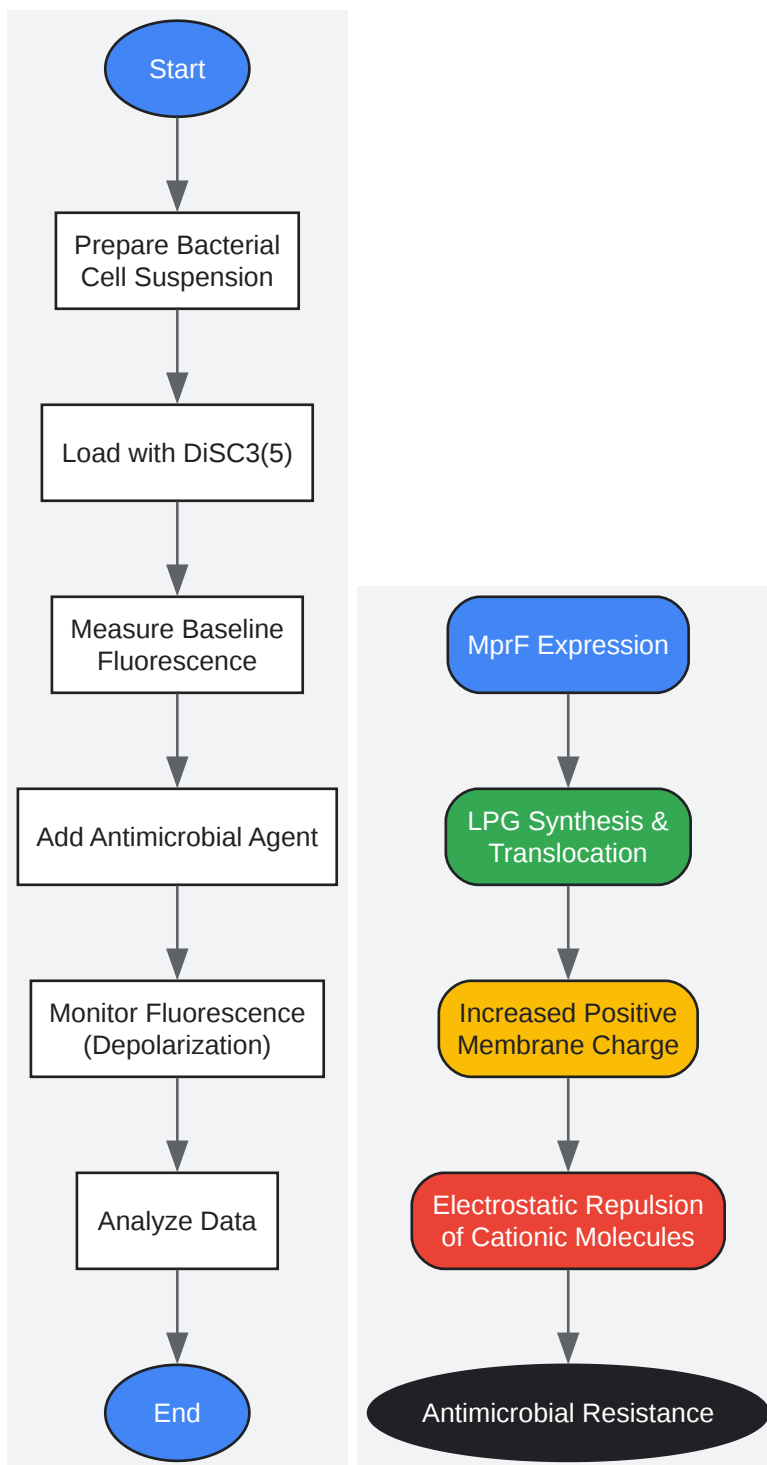 Start
Prepare Bacterial
Cell Suspension
Load with DiSC3(5)
Measure Baseline
Fluorescence
Add Antimicrobial Agent
Monitor Fluorescence
(Depolarization)
Analyze Data
End
MprF Expression
LPG Synthesis &
Translocation
Increased Positive
Membrane Charge
Electrostatic Repulsion
of Cationic Molecules
Antimicrobial Resistance